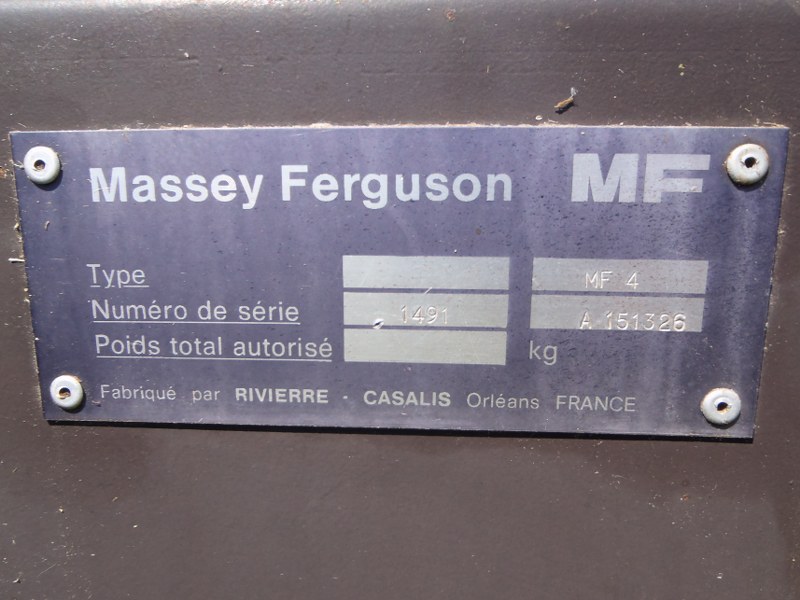 Massey Ferguson MF
Type MF 4
Numéro de série 1491 A 151326
Poids total autorisé kg
Fabriqué par RIVIERRE - CASALIS Orléans FRANCE